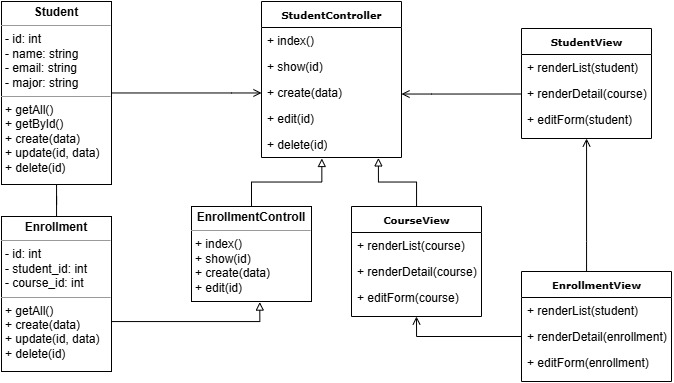 Student
- id: int
- name: string
- email: string
- major: string
+ getAll()
+ getById()
+ create(data)
+ update(id, data)
+ delete(id)
StudentController
+ index()
+ show(id)
+ create(data)
+ edit(id)
+ delete(id)
StudentView
+ renderList(student)
+ renderDetail(course)
+ editForm(student)
Enrollment
- id: int
- student_id: int
- course_id: int
+ getAll()
+ create(data)
+ update(id, data)
+ delete(id)
EnrollmentControll
+ index()
+ show(id)
+ create(data)
+ edit(id)
CourseView
+ renderList(course)
+ renderDetail(course)
+ editForm(course)
EnrollmentView
+ renderList(student)
+ renderDetail(enrollment)
+ editForm(enrollment)